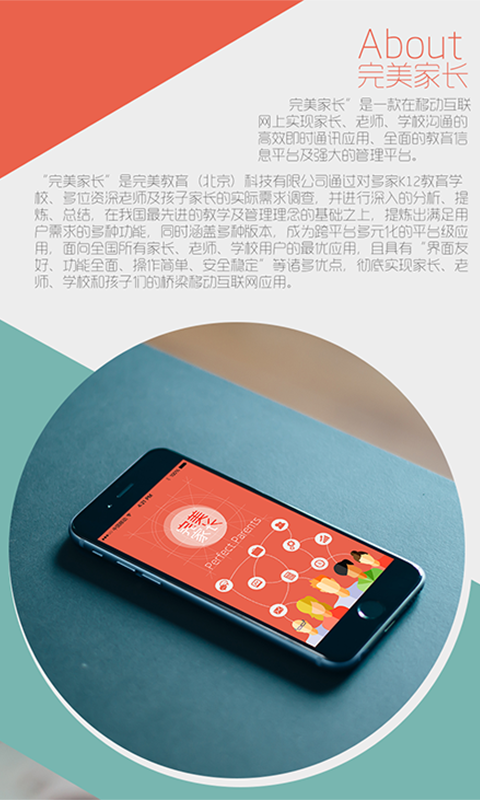 About
完美家长
完美家长”是一款在移动互联
网上实现家长、老师、学校沟通的
高效即时通讯应用、全面的教育信
息平台及强大的管理平台。
“完美家长”是完美教育（北京）科技有限公司通过对多家K12教育学
校、多位资深老师及孩子家长的实际需求调查，并进行深入的分析、提
炼、总结，在我国最先进的教学及管理理念的基础之上，提炼出满足用
户需求的多种功能，同时涵盖多种版本，成为跨平台多元化的平台级应
用，面向全国所有家长、老师、学校用户的最优应用，且具有“界面友
好、功能全面、操作简单、安全稳定”等诸多优点，彻底实现家长、老
师、学校和孩子们的桥梁移动互联网应用。
4:21 PM
完美
家长
Perfect Parents